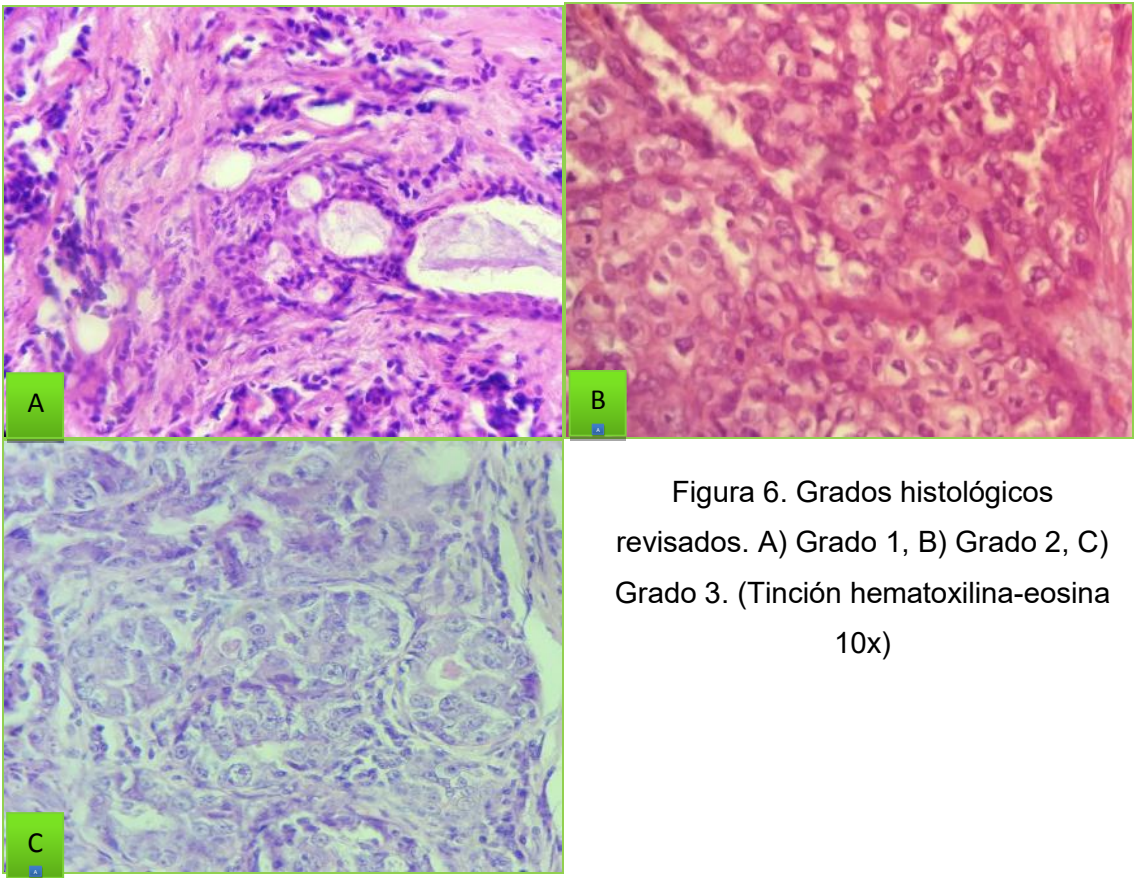 A
B
A
C
A
Figura 6. Grados histológicos
revisados. A) Grado 1, B) Grado 2, C)
Grado 3. (Tinción hematoxilina-eosina
10x)